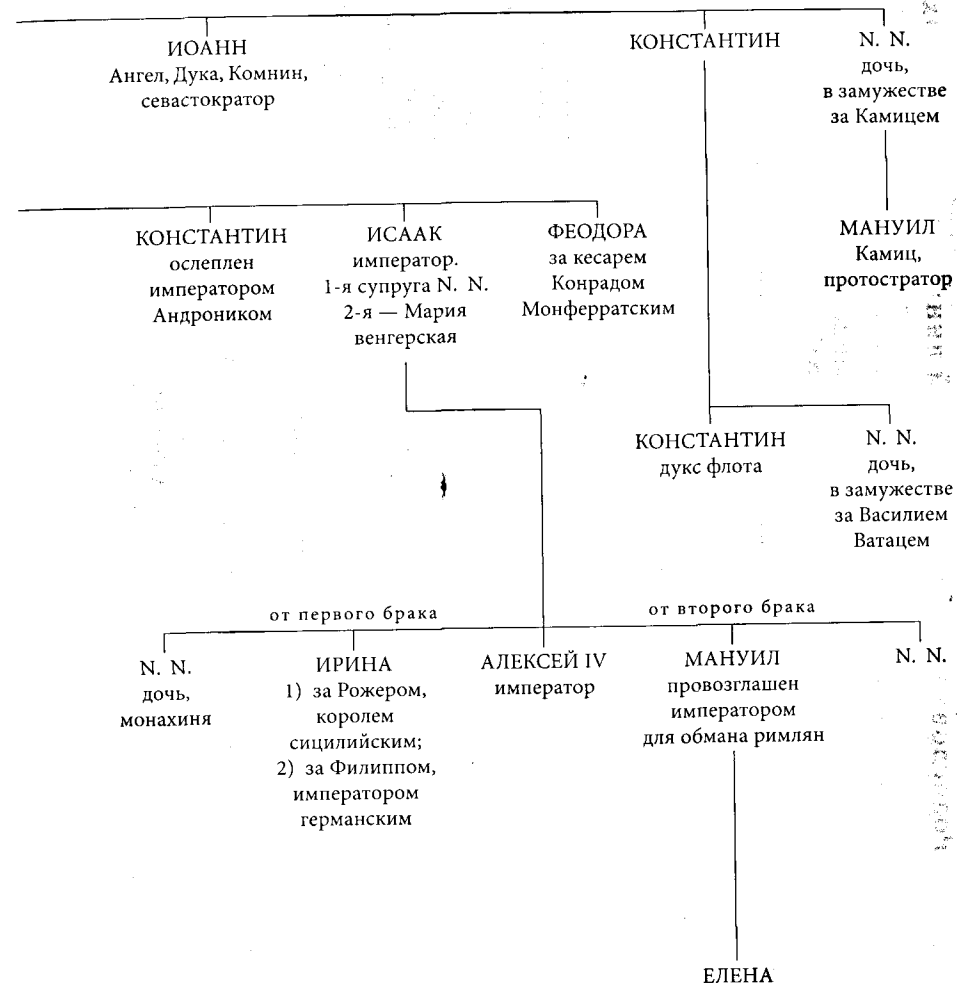 ИОАНН
Ангел, Дука, Комнин,
севастократор
КОНСТАНТИН
N. N.
дочь,
в замужестве
за Камицем
КОНСТАНТИН
ослеплен
императором
Андроником
ИСААК
император.
1-я супруга N. N.
2-я — Мария
венгерская
ФЕОДОРА
за кесарем
Конрадом
Монферратским
МАНУИЛ
Камиц,
протостратор
КОНСТАНТИН
дукс флота
N. N.
дочь,
в замужестве
за Василием
Ватацем
от первого брака
от второго брака
N. N.
дочь,
монахиня
ИРИНА
1) за Рожером,
королем
сицилийским;
2) за Филиппом,
императором
германским
АЛЕКСЕЙ IV
император
МАНУИЛ
провозглашен
императором
для обмана римлян
N. N.
ЕЛЕНА